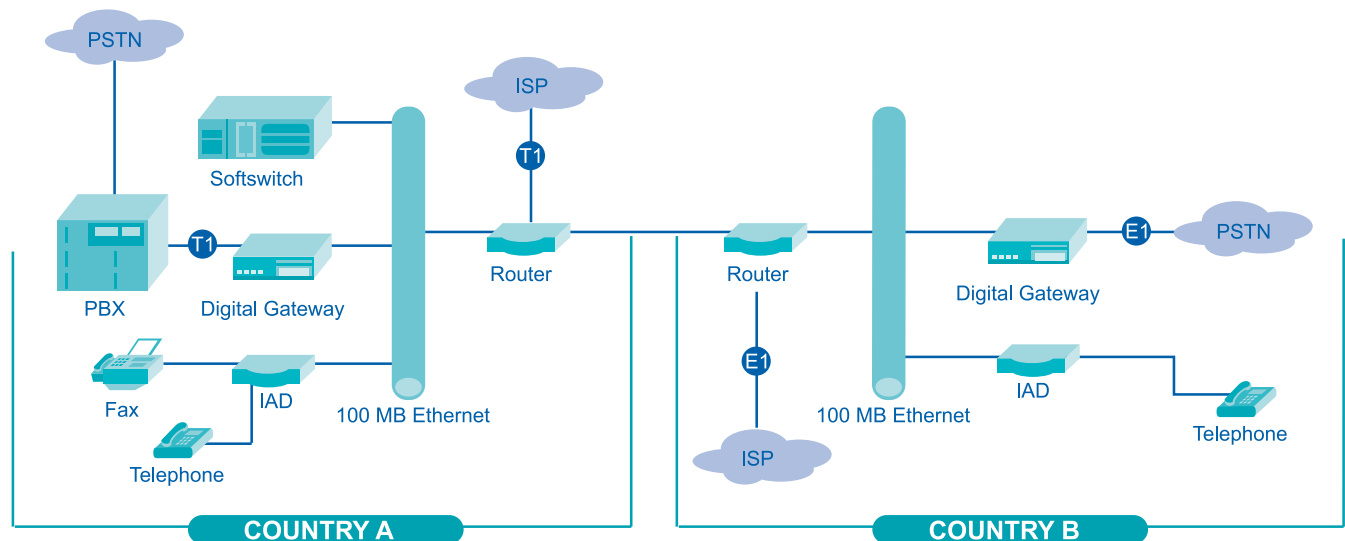 PSTN
ISP
Softswitch
T1
T1
E1
PSTN
Router
Router
Digital Gateway
PBX
Digital Gateway
E1
Fax
IAD
100 MB Ethernet
IAD
100 MB Ethernet
Telephone
Telephone
ISP
COUNTRY A
COUNTRY B